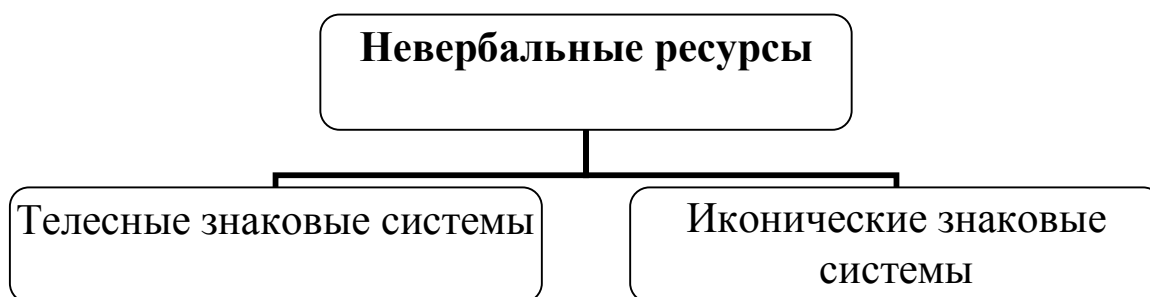 Невербальные ресурсы
Телесные знаковые системы
Иконические знаковые
системы